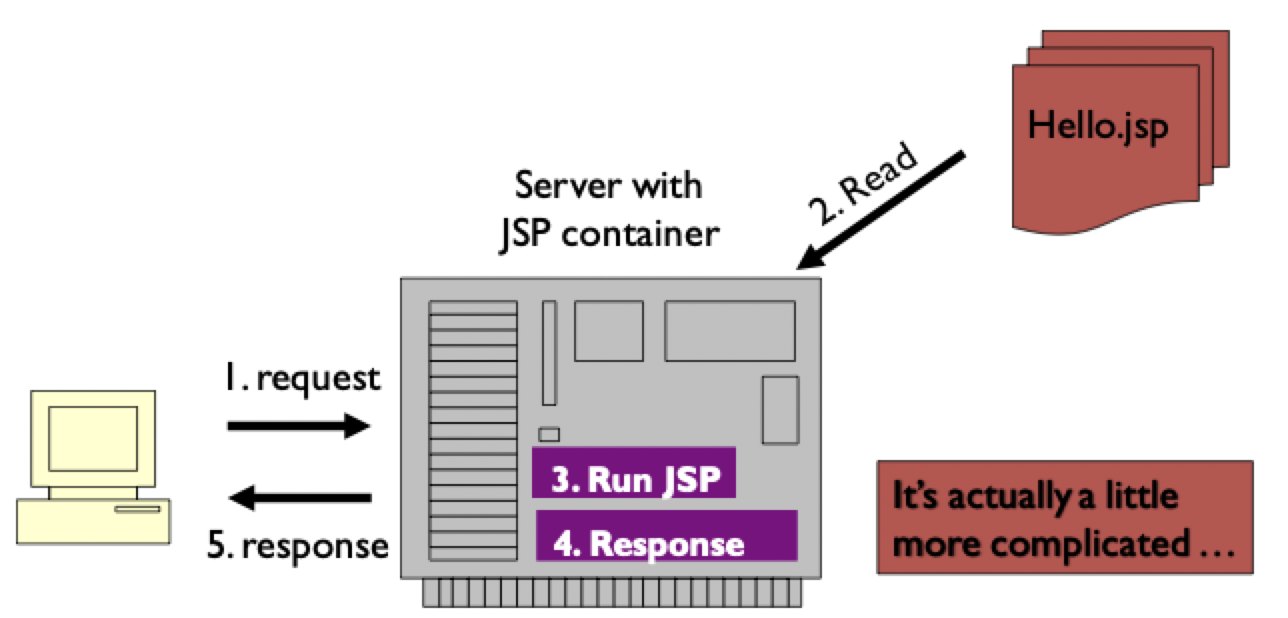 Hello.jsp
2. Read
Server with
JSP container
1. request
3. Run JSP
4. Response
5. response
It's actually a little
more complicated ...